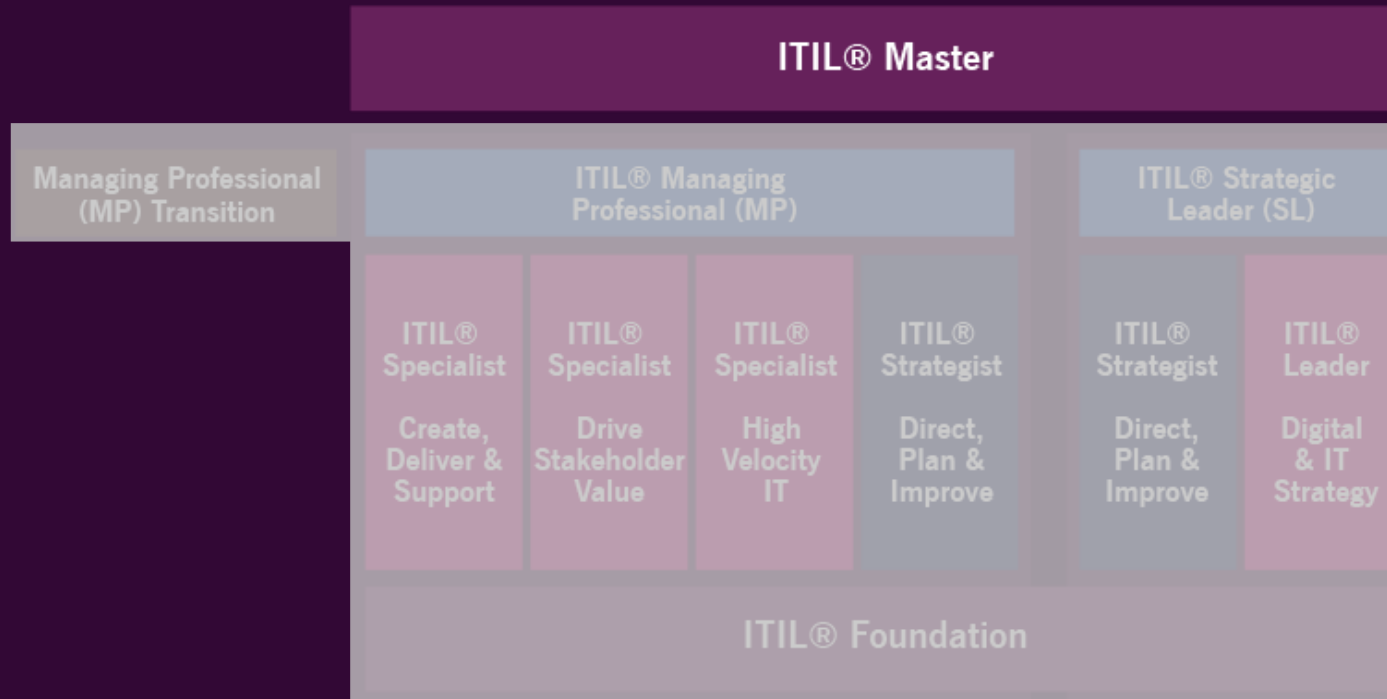 ITIL® Master
Managing Professional
(MP) Transition
ITIL® Managing
Professional (MP)
ITIL® Strategic
Leader (SL)
ITIL®
Specialist
Create,
Deliver &
Support
ITIL®
Specialist
Drive
Stakeholder
Value
ITIL®
Specialist
High
Velocity
IT
ITIL®
Strategist
Direct,
Plan &
Improve
ITIL®
Strategist
Direct,
Plan &
Improve
ITIL®
Leader
Digital
& IT
Strategy
ITIL® Foundation